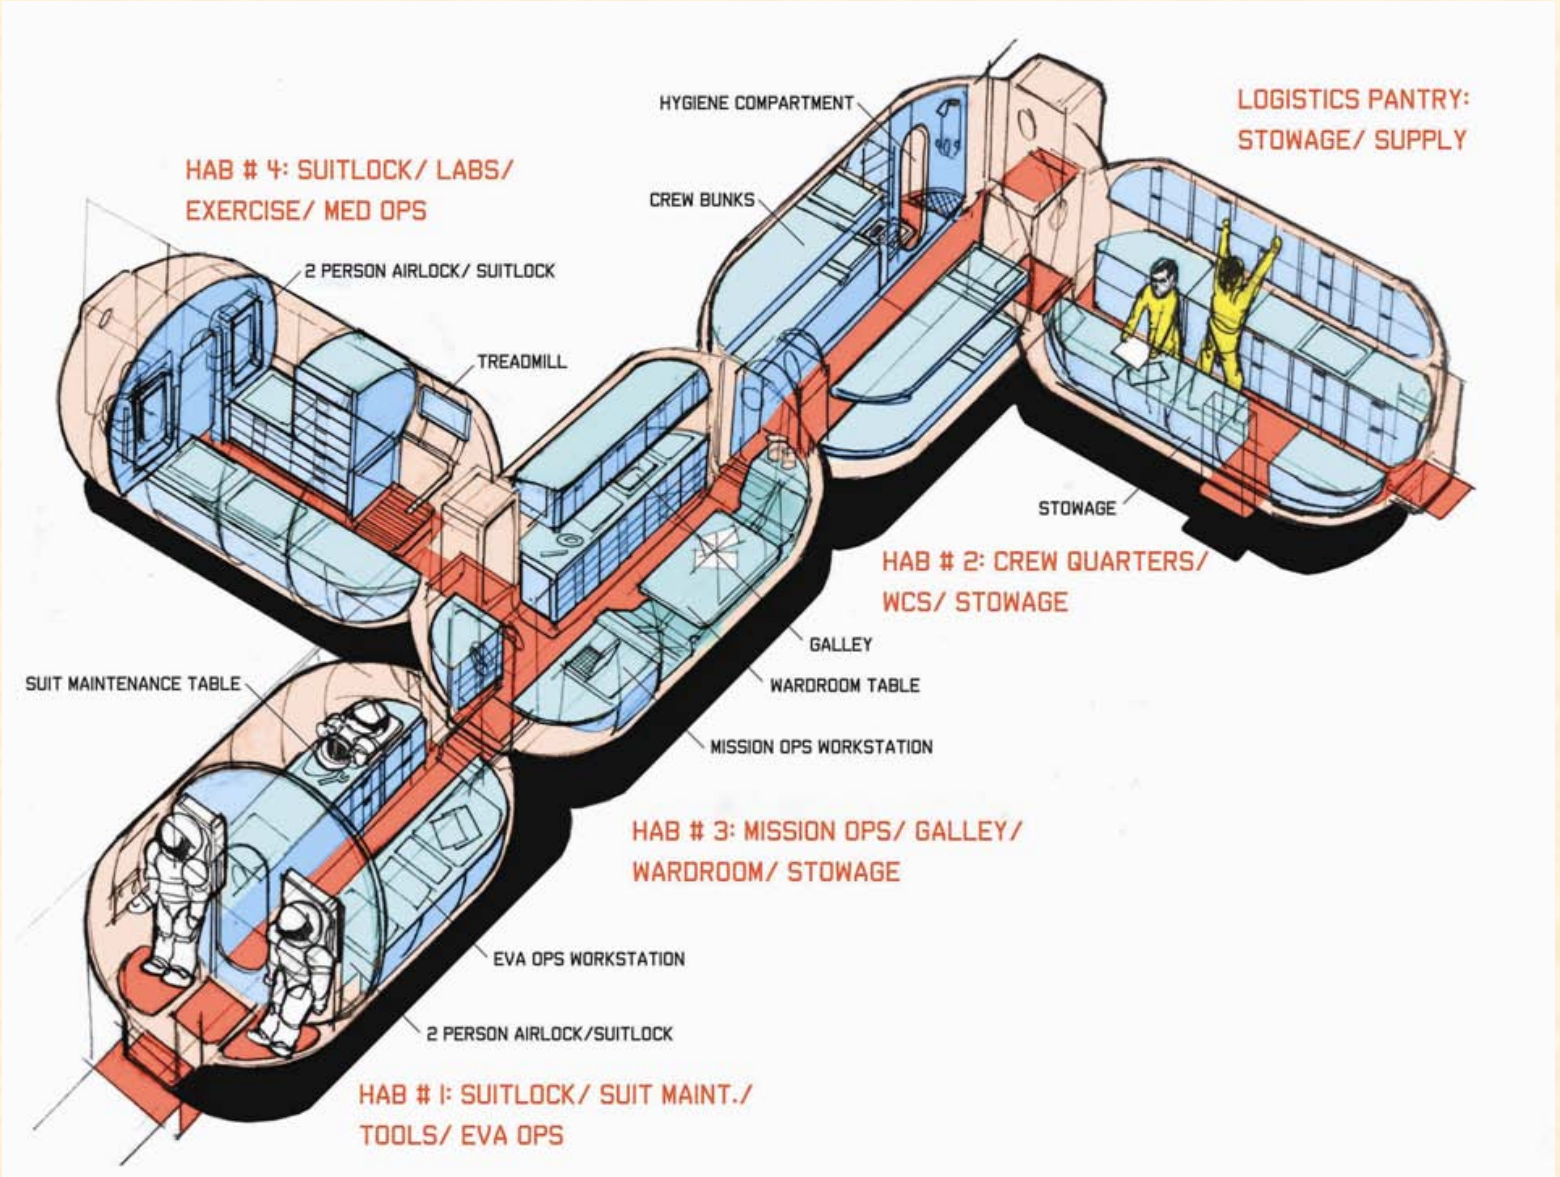 HYGIENE COMPARTMENT
LOGISTICS PANTRY:
STOWAGE/ SUPPLY
HAB # 4: SUITLOCK/ LABS/
EXERCISE/ MED OPS
CREW BUNKS
2 PERSON AIRLOCK/ SUITLOCK
TREADMILL
STOWAGE
HAB # 2: CREW QUARTERS/
WCS/ STOWAGE
GALLEY
SUIT MAINTENANCE TABLE
WARDROOM TABLE
MISSION OPS WORKSTATION
HAB # 3: MISSION OPS/ GALLEY/
WARDROOM/ STOWAGE
EVA OPS WORKSTATION
2 PERSON AIRLOCK/SUITLOCK
HAB # 1: SUITLOCK/ SUIT MAINT./
TOOLS/ EVA OPS